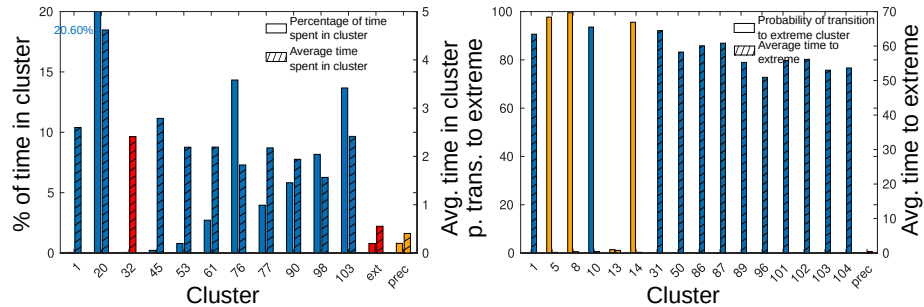 20
15
10
5
0
% of time in cluster
20.60%
Percentage of time
spent in cluster
Average time
spent in cluster
5
4
3
2
1
0
Avg. time in cluster
1 20 32 45 53 61 76 77 90 98 103 ext prec
Cluster
100
80
60
40
20
0
p. trans. to extreme
Probability of transition
to extreme cluster
Average time to
extreme
70
60
50
40
30
20
10
0
Avg. time to extreme
1 5 8 10 13 14 31 50 86 87 89 96 101 102 103 104 prec
Cluster